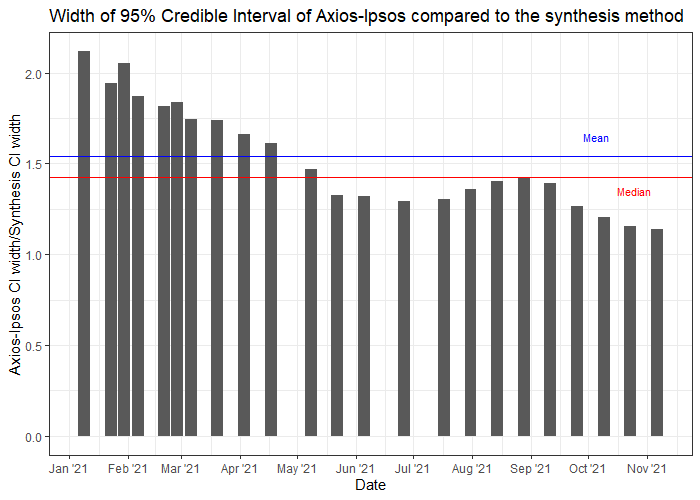 Width of 95% Credible Interval of Axios-Ipsos compared to the synthesis method
Axios-Ipsos CI width/Synthesis CI width
2.0
1.5
1.0
0.5
0.0
Mean
Median
Jan '21 Feb '21 Mar '21 Apr '21 May '21 Jun '21 Jul '21 Aug '21 Sep '21 Oct '21 Nov '21
Date